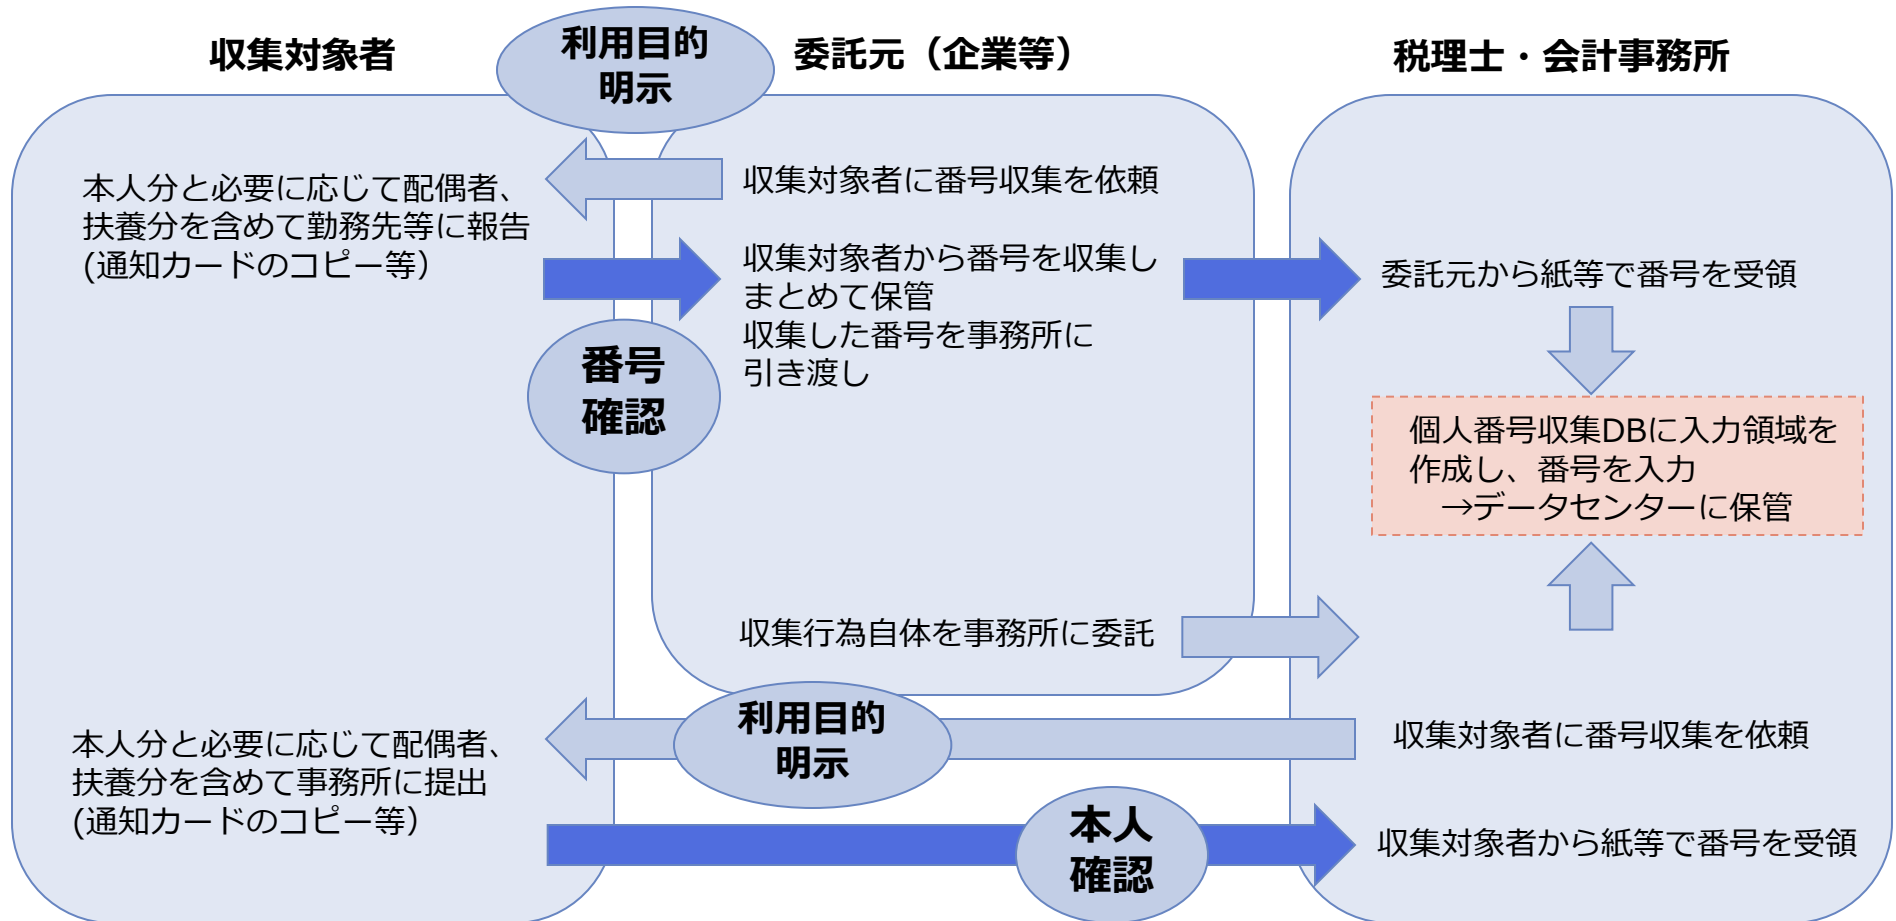 収集対象者
利用目的
明示
委託元（企業等）
税理士・会計事務所
本人分と必要に応じて配偶者、
扶養分を含めて勤務先等に報告
(通知カードのコピー等）
収集対象者に番号収集を依頼
収集対象者から番号を収集し
まとめて保管
収集した番号を事務所に
引き渡し
委託元から紙等で番号を受領
番号
確認
個人番号収集DBに入力領域を
作成し、番号を入力
→データセンターに保管
収集行為自体を事務所に委託
利用目的
明示
収集対象者に番号収集を依頼
本人分と必要に応じて配偶者、
扶養分を含めて事務所に提出
(通知カードのコピー等）
本人
確認
収集対象者から紙等で番号を受領